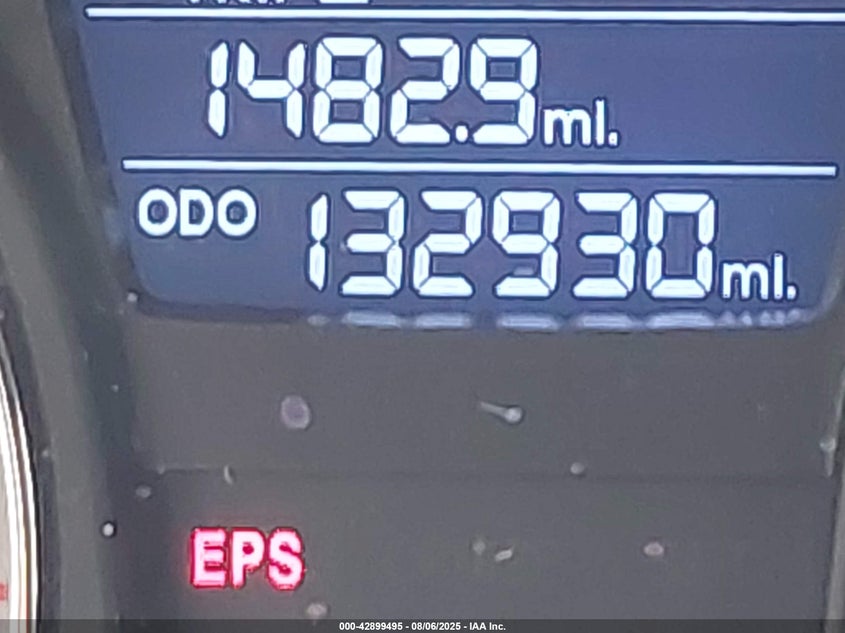 1482.9 mi.
ODO 132930 mi.
EPS
000-42899495 - 08/06/2025 - IAA Inc.